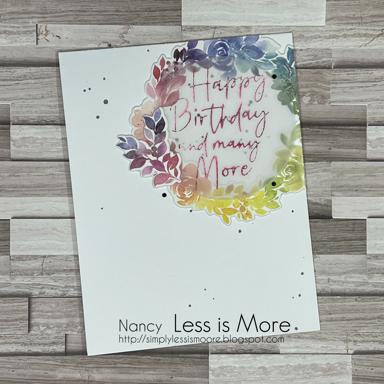 Happy
Birthday
and many
More
Nancy Less is More
http://simplylessismoore.blogspot.com